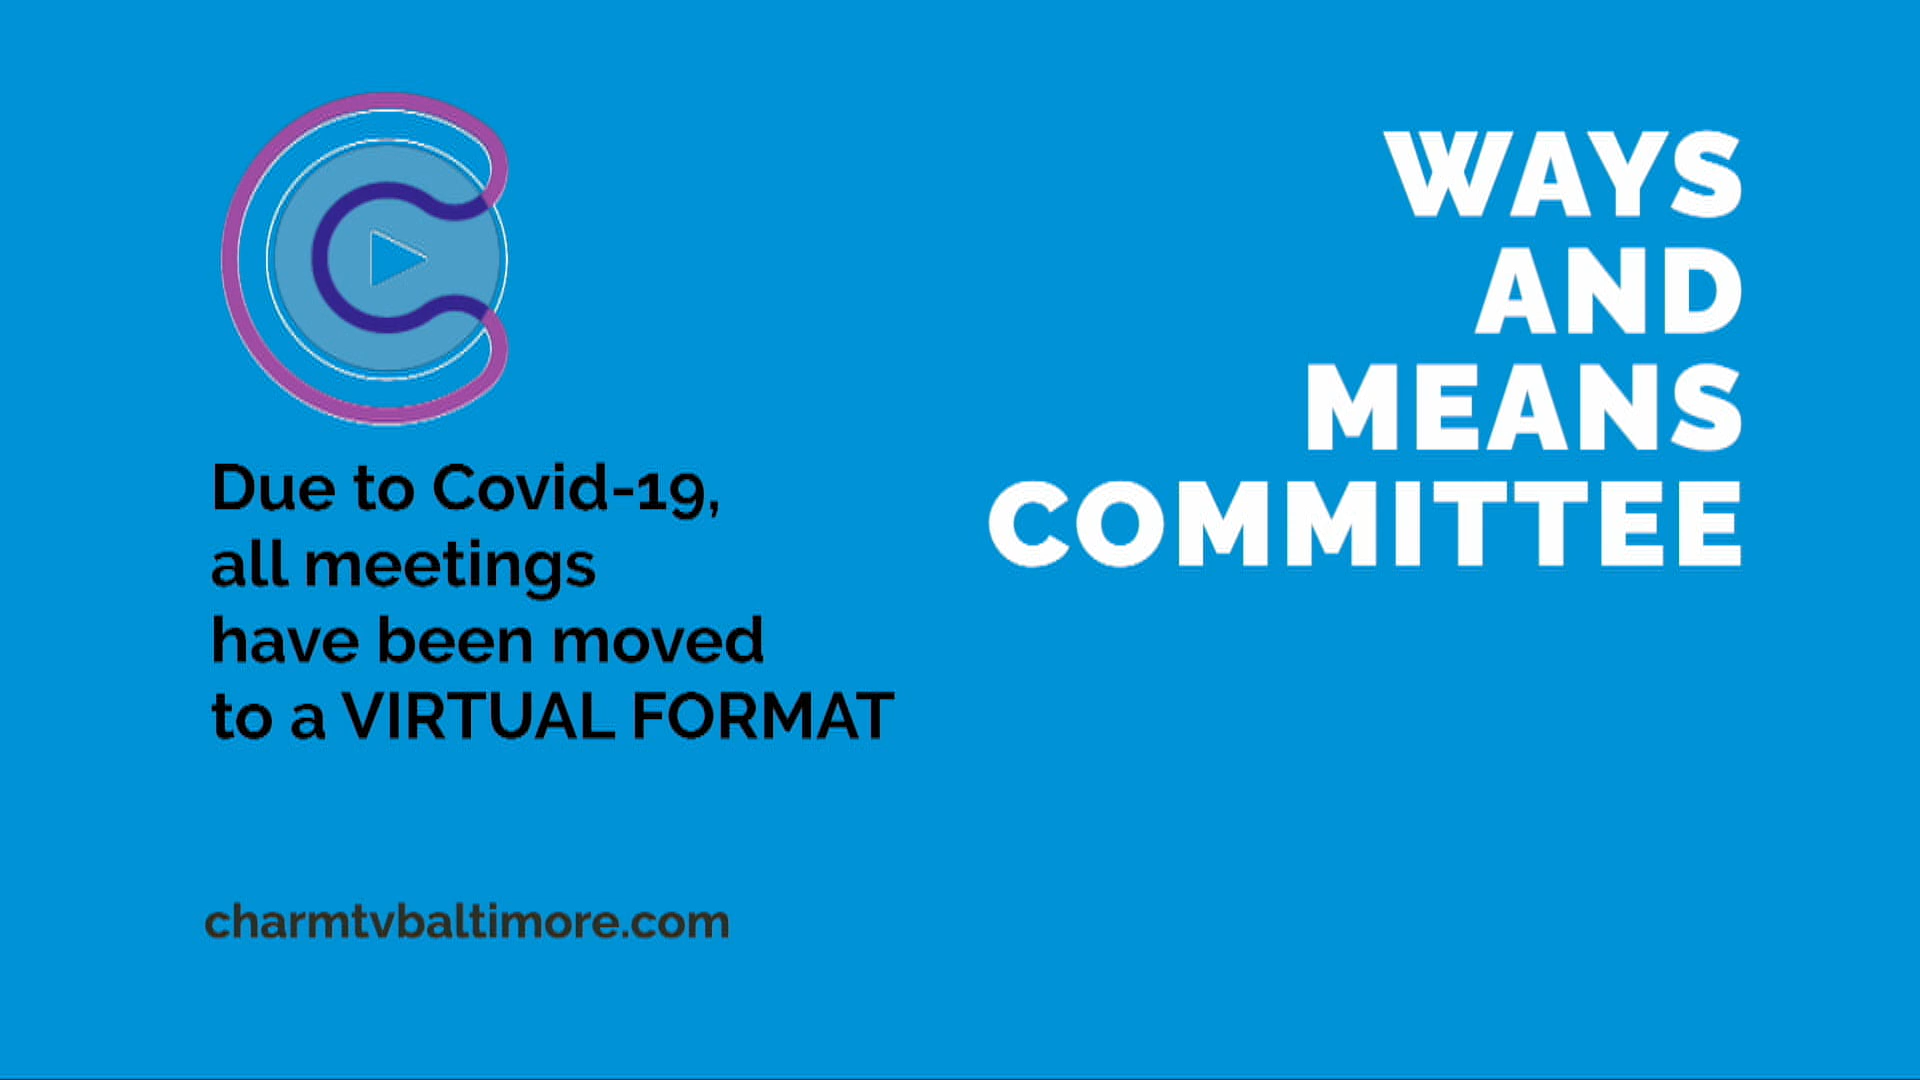 WAYS
AND
MEANS
COMMITTEE
Due to Covid-19,
all meetings
have been moved
to a VIRTUAL FORMAT
charmtvbaltimore.com